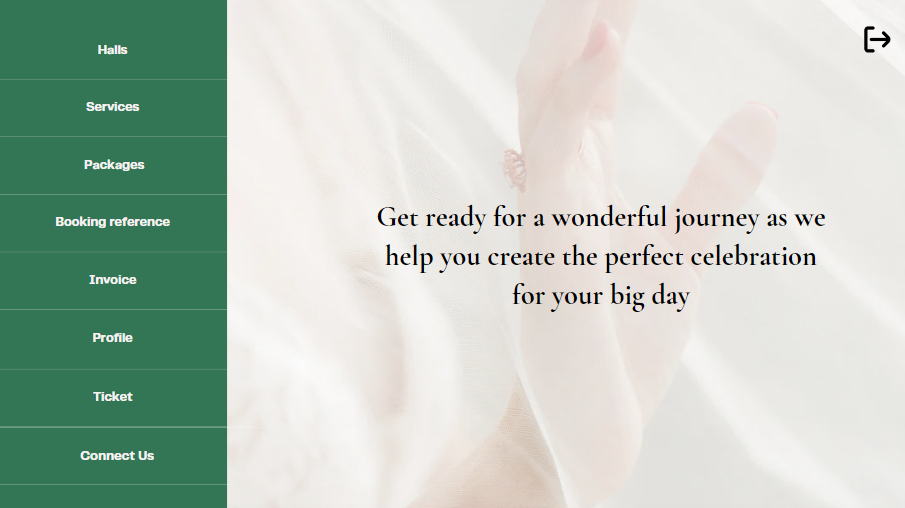 Halls
Services
Packages
Booking reference
Invoice
Profile
Ticket
Connect Us
Get ready for a wonderful journey as we
help you create the perfect celebration
for your big day